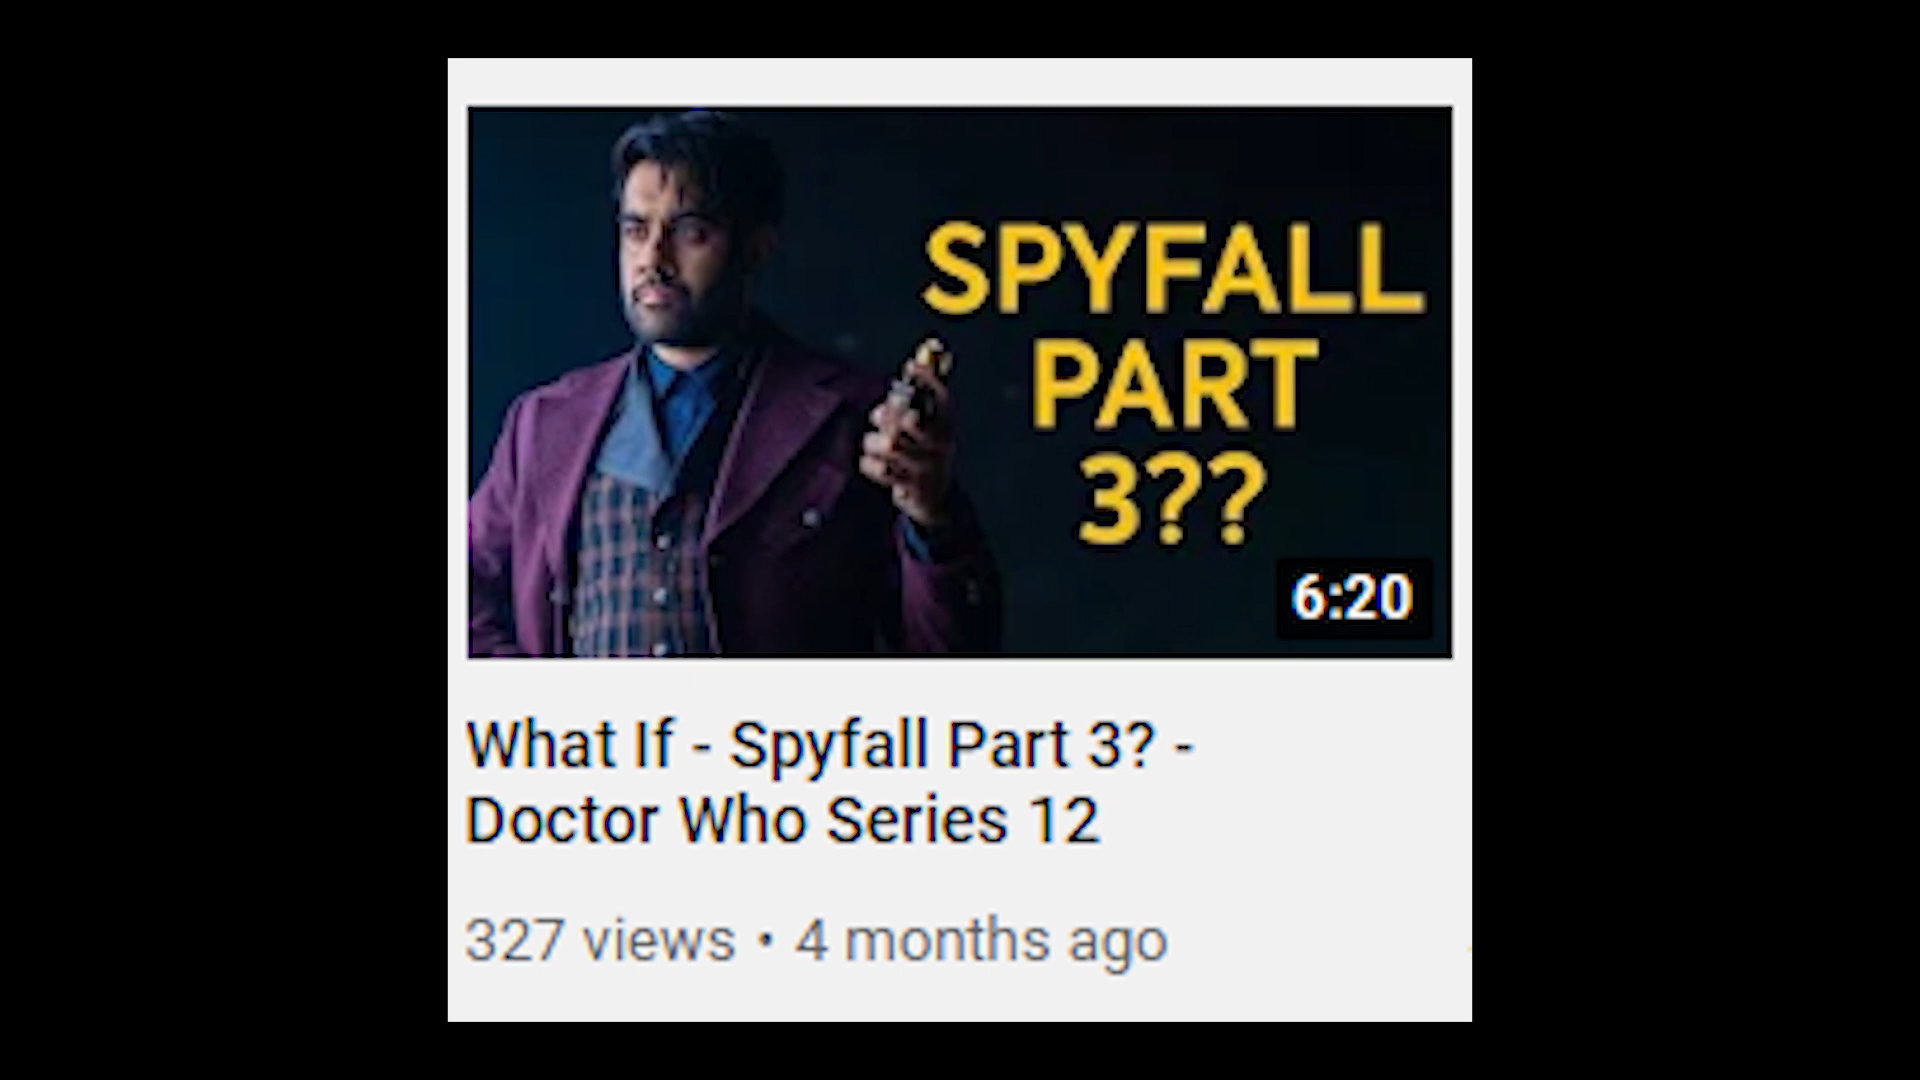 SPYFALL
PART
3??
6:20
What If - Spyfall Part 3? -
Doctor Who Series 12
327 views • 4 months ago